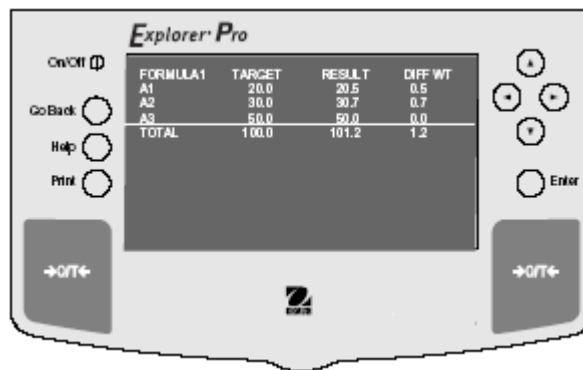 Explorer® Pro
On/Off
Go Back
Help
Print
FORMULA1 TARGET RESULT DIFF WT
A1 20.0 20.5 0.5
A2 30.0 30.7 0.7
A3 50.0 50.0 0.0
TOTAL 100.0 101.2 1.2
Enter
→O/T←
→O/T←